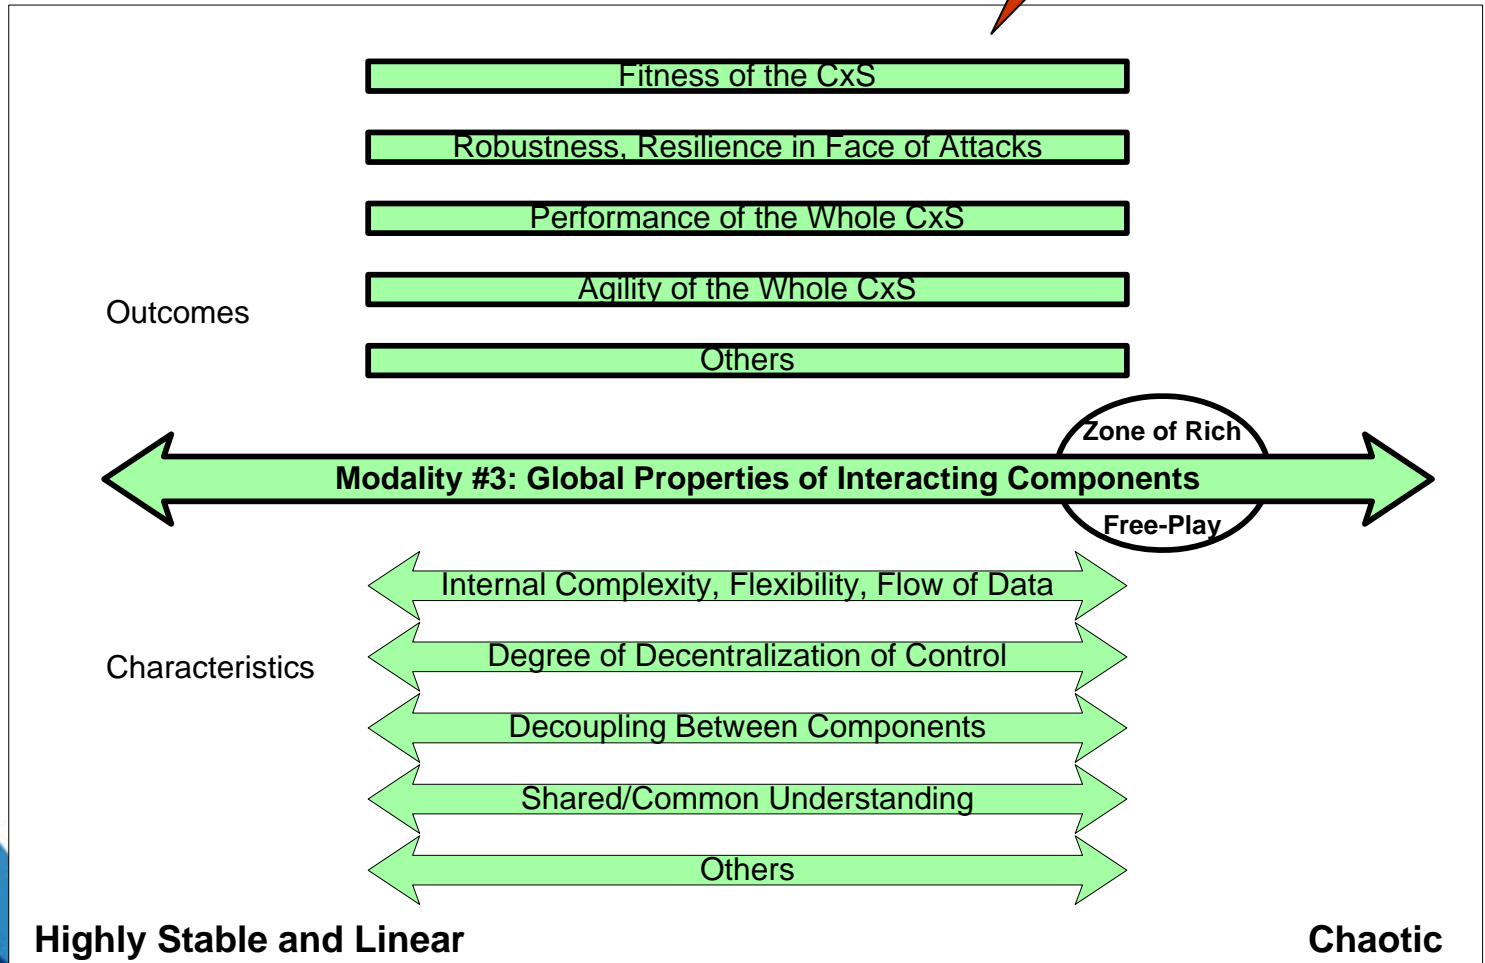 Fitness of the CxS
Robustness, Resilience in Face of Attacks
Performance of the Whole CxS
Agility of the Whole CxS
Outcomes
Others
Zone of Rich
Modality #3: Global Properties of Interacting Components
Free-Play
Internal Complexity, Flexibility, Flow of Data
Degree of Decentralization of Control
Characteristics
Decoupling Between Components
Shared/Common Understanding
Others
Highly Stable and Linear
Chaotic